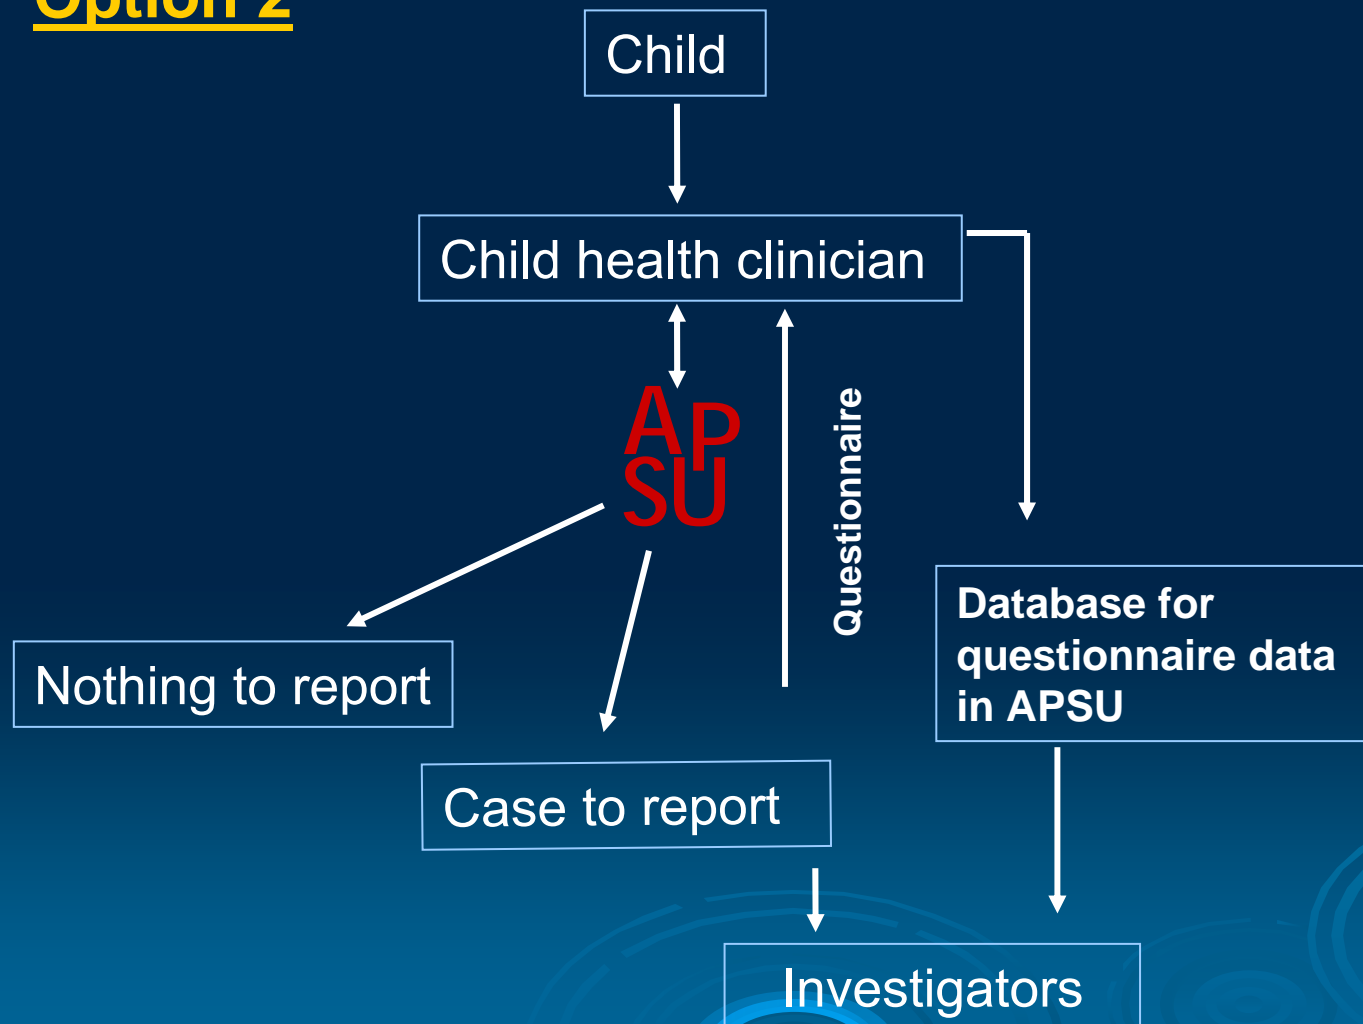 Option 2
Child
Child health clinician
AP
SU
Questionnaire
Database for
questionnaire data
in APSU
Nothing to report
Case to report
Investigators